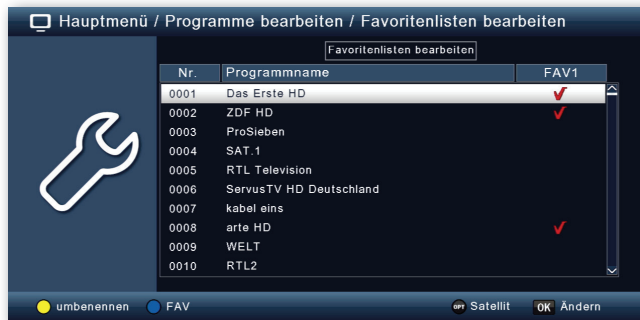 Hauptmenü / Programme bearbeiten / Favoritenlisten bearbeiten
Favoritenlisten bearbeiten
Nr. Programmname FAV1
0001 Das Erste HD
0002 ZDF HD
0003 ProSieben
0004 SAT.1
0005 RTL Television
0006 ServusTV HD Deutschland
0007 kabel eins
0008 arte HD
0009 WELT
0010 RTL2
umbenennen FAV OPT Satellit OK Ändern